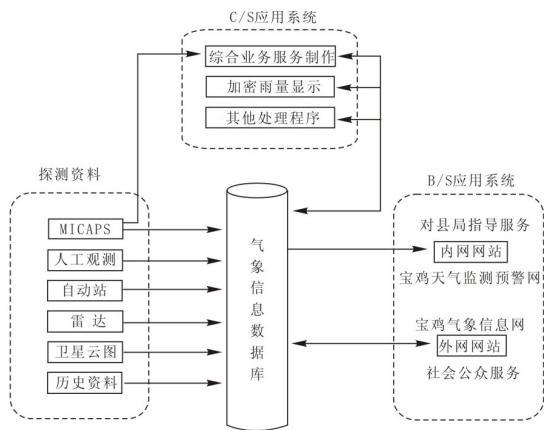 C/S应用系统
综合业务服务制作
加密雨量显示
其他处理程序
探测资料
MICAPS
人工观测
自动站
雷达
卫星云图
历史资料
气象信息数据库
B/S应用系统
对县局指导服务
内网网站
宝鸡天气监测预警网
宝鸡气象信息网
外网网站
社会公众服务